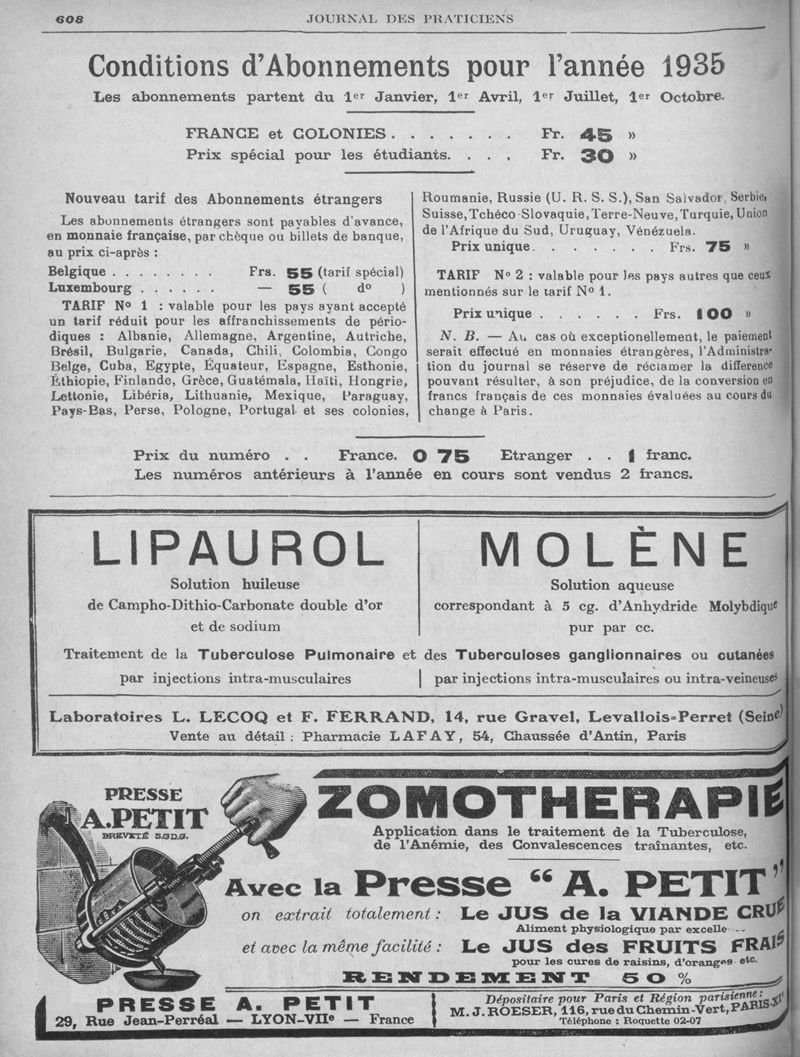 608
JOURNAL DES PRATICIENS
Conditions d'Abonnements pour l'année 1935
Les abonnements partent du 1er Janvier, 1er Avril, 1er Juillet, 1er Octobre.
FRANCE et COLONIES . . . . . . . Fr. 45 »
Prix spécial pour les étudiants. . . . Fr. 30 »
Nouveau tarif des Abonnements étrangers
Les abonnements étrangers sont payables d'avance,
en monnaie française, par chèque ou billets de banque,
au prix ci-après :
Belgique . . . . . . . . Frs. 55 (tarif spécial)
Luxembourg . . . . . . — 55 ( do )
TARIF No 1 : valable pour les pays ayant accepté
un tarif réduit pour les affranchissements de pério-
diques : Albanie, Allemagne, Argentine, Autriche,
Brésil, Bulgarie, Canada, Chili, Colombia, Congo
Belge, Cuba, Egypte, Équateur, Espagne, Esthonie,
Éthiopie, Finlande, Grèce, Guatémala, Haïti, Hongrie,
Lettonie, Libéria, Lithuanie, Mexique, Paraguay,
Pays-Bas, Perse, Pologne, Portugal et ses colonies,
Roumanie, Russie (U. R. S. S.), San Salvador, Serbie,
Suisse, Tchéco Slovaquie, Terre-Neuve, Turquie, Union
de l'Afrique du Sud, Uruguay, Vénézuela.
Prix unique. . . . . . . . Frs. 75 »
TARIF No 2 : valable pour les pays autres que ceux
mentionnés sur le tarif No 1.
Prix unique . . . . . . Frs. 100 »
N. B. — Au cas où exceptionellement, le paiement
serait effectué en monnaies étrangères, l'Administra-
tion du journal se réserve de réclamer la difference
pouvant résulter, à son préjudice, de la conversion en
francs français de ces monnaies évaluées au cours du
change à Paris.
Prix du numéro . . France. 0 75 Etranger . . 1 franc.
Les numéros antérieurs à l'année en cours sont vendus 2 francs.
LIPAUROL
Solution huileuse
de Campho-Dithio-Carbonate double d'or
et de sodium
MOLÈNE
Solution aqueuse
correspondant à 5 cg. d'Anhydride Molybdique
pur par cc.
Traitement de la Tuberculose Pulmonaire et des Tuberculoses ganglionnaires ou cutanées
par injections intra-musculaires
par injections intra-musculaires ou intra-veineuses
Laboratoires L. LECOQ et F. FERRAND, 14, rue Gravel, Levallois-Perret (Seine)
Vente au détail : Pharmacie LAFAY, 54, Chaussée d'Antin, Paris
PRESSE
A. PETIT
BREVETÉ S.G.D.G.
ZOMOTHERAPIE
Application dans le traitement de la Tuberculose,
de l'Anémie, des Convalescences traînantes, etc.
Avec la Presse “ A. PETIT ”
on extrait totalement : Le JUS de la VIANDE CRUE
Aliment physiologique par excelle
et avec la même facilité : Le JUS des FRUITS FRAIS
pour les cures de raisins, d'oranges etc.
RENDEMENT 50 %
PRESSE A. PETIT
29, Rue Jean-Perréal — LYON-VIIe — France
Dépositaire pour Paris et Région parisienne :
M. J. ROESER, 116, rue du Chemin-Vert, PARIS-XIe
Téléphone : Roquette 02-07